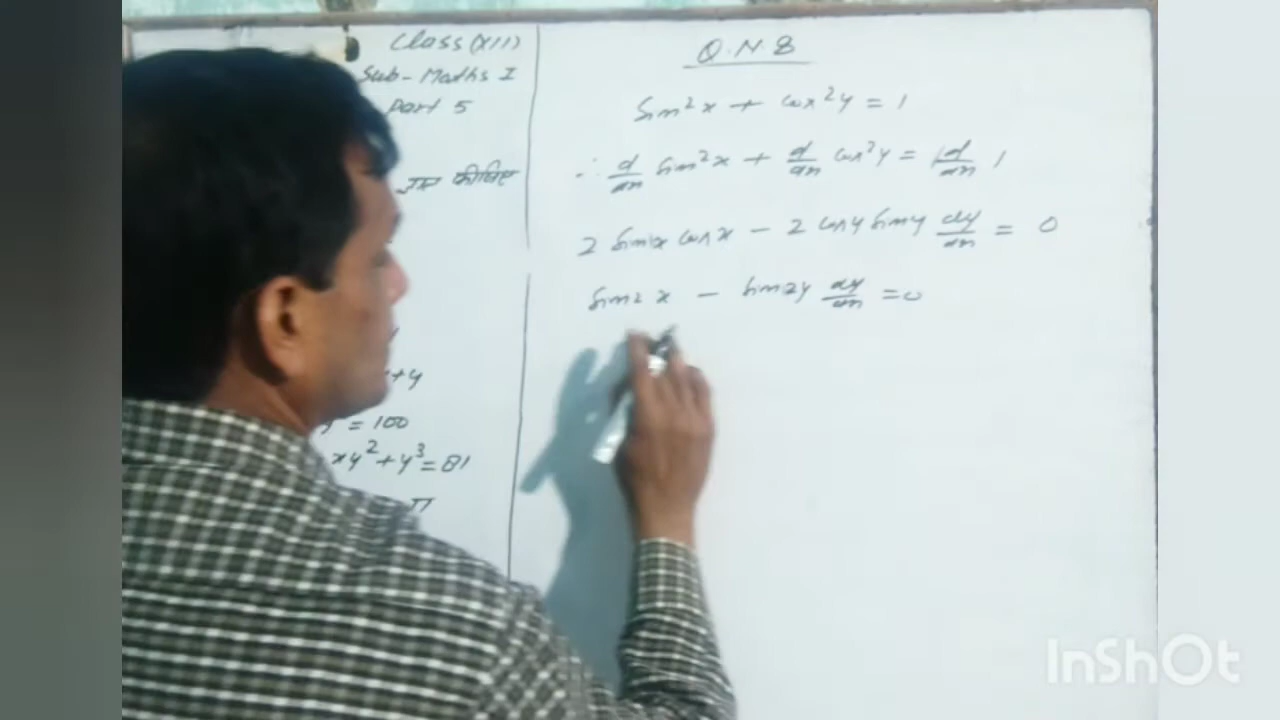 Class (XII)
Sub- Maths I
Part 5
कीजिए
+ y
= 100
xy² + y³ = 81
Q.N.8
Sin²x + cos²y = 1
∴ d/dx sin²x + d/dx cos²y = d/dx 1
2 sinx cosx - 2 cosy siny dy/dx = 0
Sin2x - sin2y dy/dx = 0
InShOt